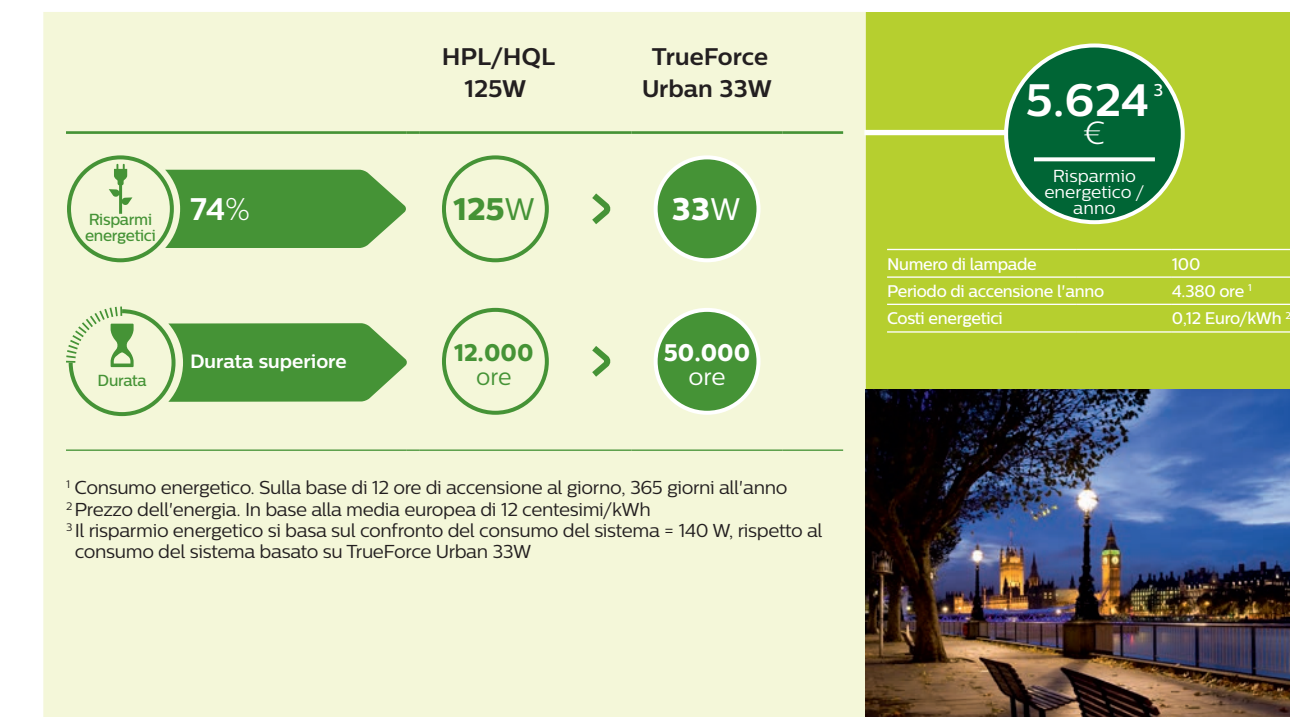 HPL/HQL
125W
TrueForce
Urban 33W
Risparmi
energetici
74%
125W
>
33W
Durata
Durata superiore
12.000
ore
>
50.000
ore
¹ Consumo energetico. Sulla base di 12 ore di accensione al giorno, 365 giorni all'anno
² Prezzo dell'energia. In base alla media europea di 12 centesimi/kWh
³ Il risparmio energetico si basa sul confronto del consumo del sistema = 140 W, rispetto al
consumo del sistema basato su TrueForce Urban 33W
5.624³
€
Risparmio
energetico /
anno
Numero di lampade 100
Periodo di accensione l'anno 4.380 ore ¹
Costi energetici 0,12 Euro/kWh ²